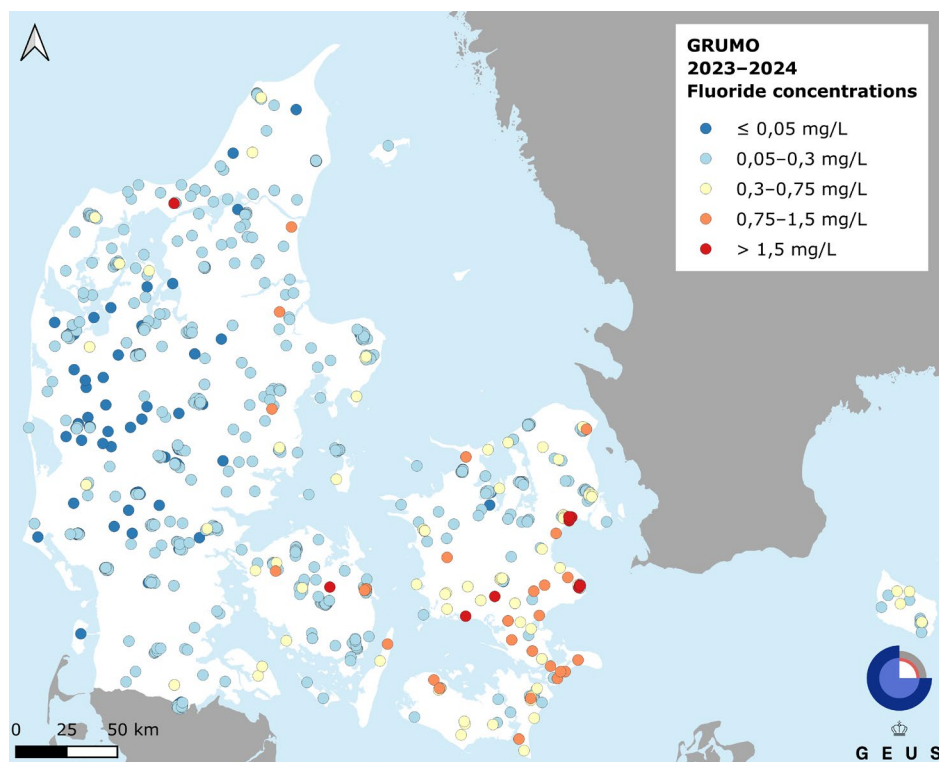 GRUMO
2023–2024
Fluoride concentrations
≤ 0,05 mg/L
0,05–0,3 mg/L
0,3–0,75 mg/L
0,75–1,5 mg/L
> 1,5 mg/L
0 25 50 km
G E U S